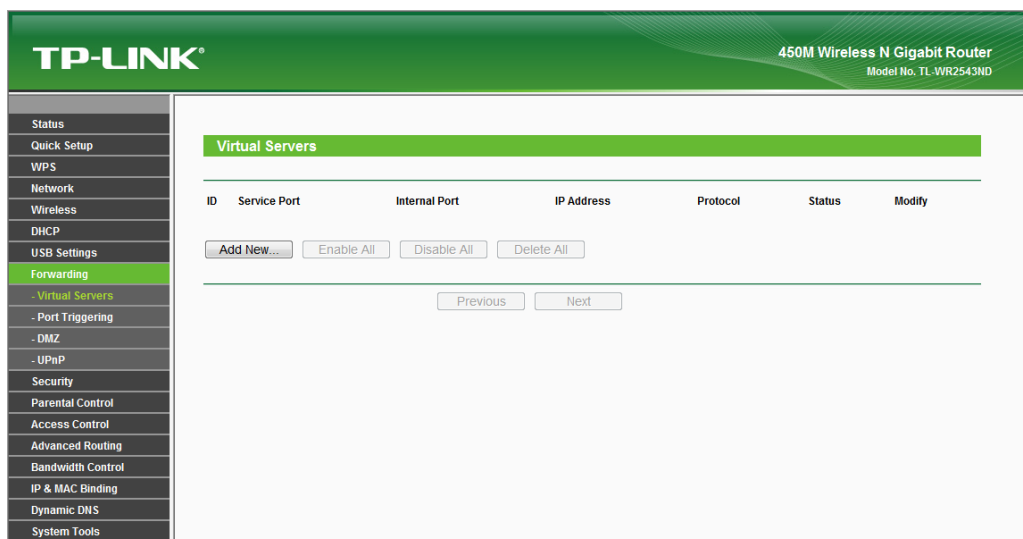 TP-LINK®
450M Wireless N Gigabit Router
Model No. TL-WR2543ND
Status
Quick Setup
WPS
Network
Wireless
DHCP
USB Settings
Forwarding
- Virtual Servers
- Port Triggering
- DMZ
- UPnP
Security
Parental Control
Access Control
Advanced Routing
Bandwidth Control
IP & MAC Binding
Dynamic DNS
System Tools
Virtual Servers
ID Service Port Internal Port IP Address Protocol Status Modify
Add New... Enable All Disable All Delete All
Previous Next